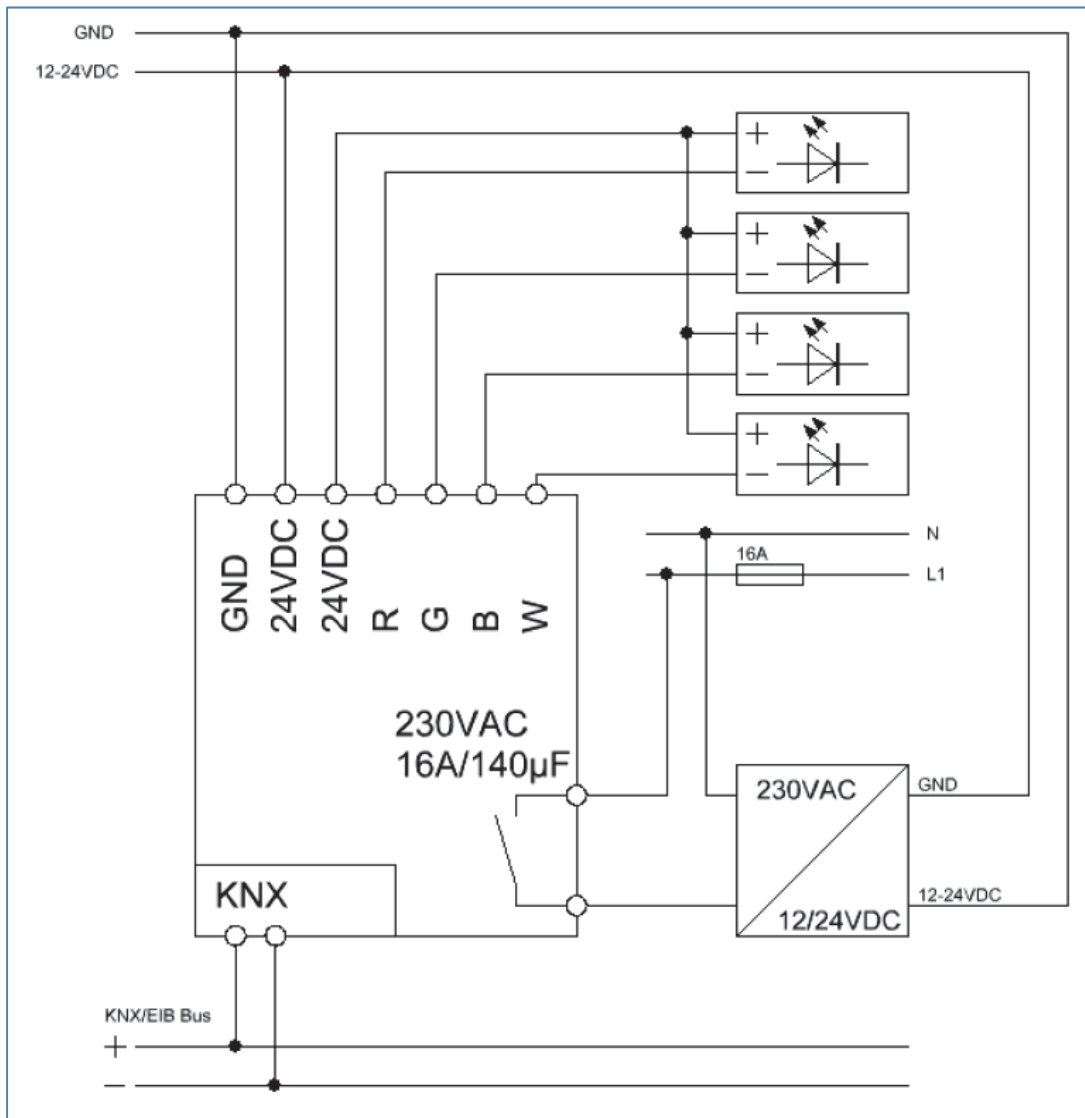 GND
12-24VDC
+
−
+
−
+
−
+
−
GND
24VDC
24VDC
R
G
B
W
N
16A
L1
230VAC
16A/140µF
230VAC
GND
12-24VDC
12/24VDC
KNX
KNX/EIB Bus
+
−